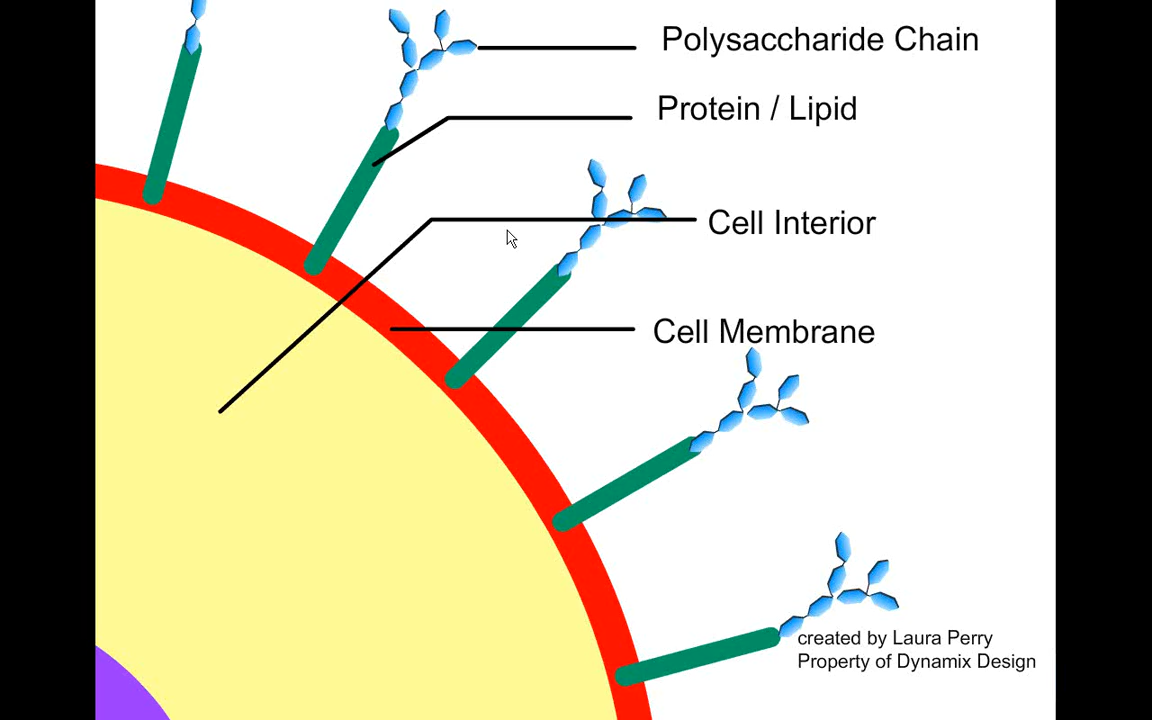 Polysaccharide Chain
Protein / Lipid
Cell Interior
Cell Membrane
created by Laura Perry
Property of Dynamix Design